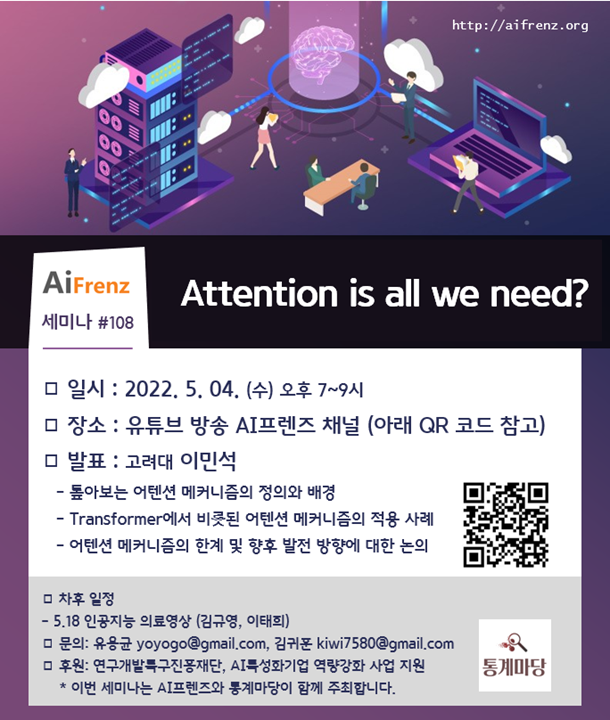 http://aifrenz.org
AiFrenz
세미나 #108
Attention is all we need?
□ 일시 : 2022. 5. 04. (수) 오후 7~9시
□ 장소 : 유튜브 방송 AI프렌즈 채널 (아래 QR 코드 참고)
□ 발표 : 고려대 이민석
- 톺아보는 어텐션 메커니즘의 정의와 배경
- Transformer에서 비롯된 어텐션 메커니즘의 적용 사례
- 어텐션 메커니즘의 한계 및 향후 발전 방향에 대한 논의
□ 차후 일정
- 5.18 인공지능 의료영상 (김규영, 이태희)
□ 문의: 유용균 yoyogo@gmail.com, 김귀훈 kiwi7580@gmail.com
□ 후원: 연구개발특구진흥재단, AI특성화기업 역량강화 사업 지원
* 이번 세미나는 AI프렌즈와 통계마당이 함께 주최합니다.
통계마당